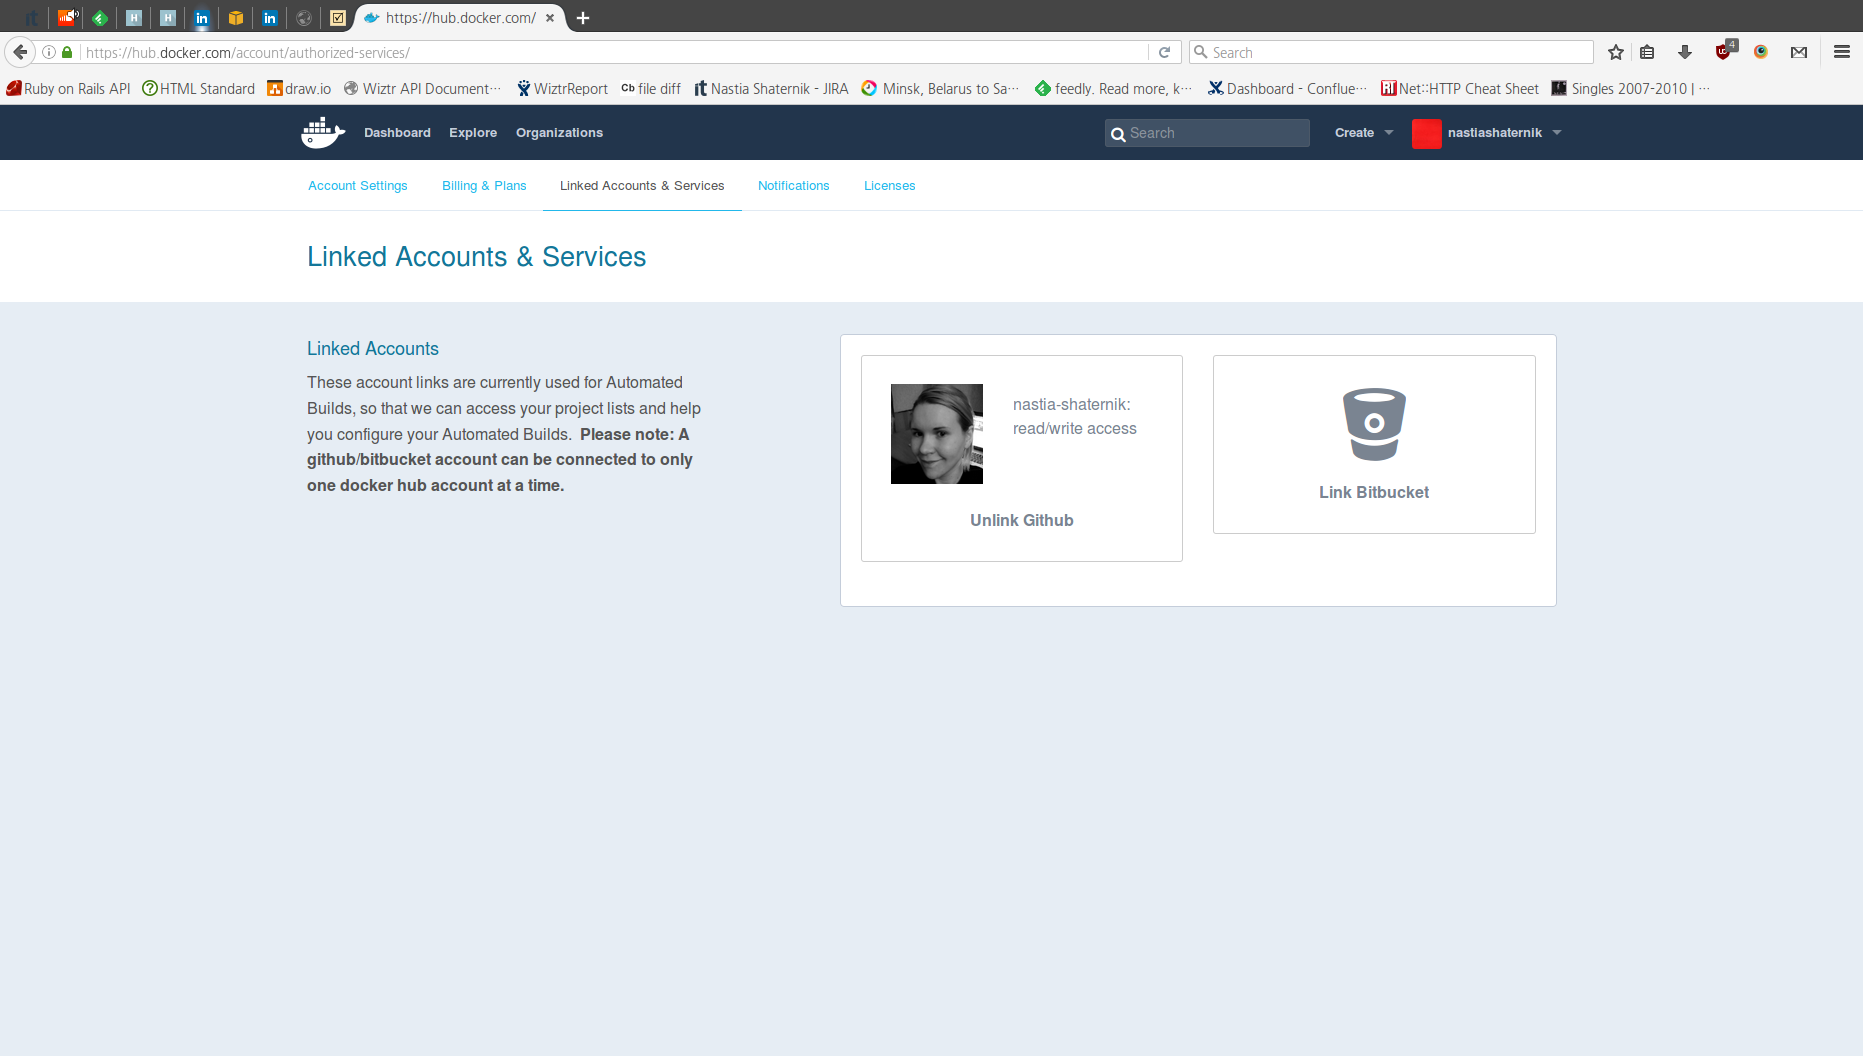 https://hub.docker.com/
https://hub.docker.com/account/authorized-services/
Search
4
Ruby on Rails API
HTML Standard
draw.io
Wiztr API Document···
WiztrReport
Cb file diff
Nastia Shaternik - JIRA
Minsk, Belarus to Sa···
feedly. Read more, k···
Dashboard - Conflue···
Net::HTTP Cheat Sheet
Singles 2007-2010 | ···
Dashboard
Explore
Organizations
Search
Create
nastiashaternik
Account Settings
Billing & Plans
Linked Accounts & Services
Notifications
Licenses
Linked Accounts & Services
Linked Accounts
These account links are currently used for Automated
Builds, so that we can access your project lists and help
you configure your Automated Builds. Please note: A
github/bitbucket account can be connected to only
one docker hub account at a time.
nastia-shaternik:
read/write access
Unlink Github
Link Bitbucket